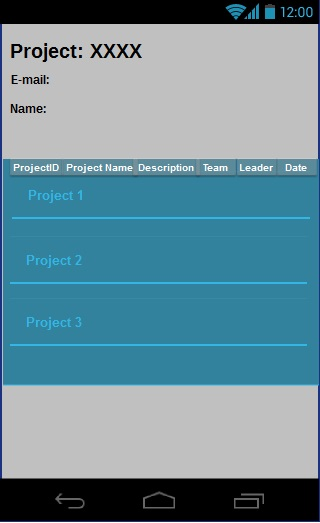 12:00
Project: XXXX
E-mail:
Name:
ProjectID Project Name Description Team Leader Date
Project 1
Project 2
Project 3